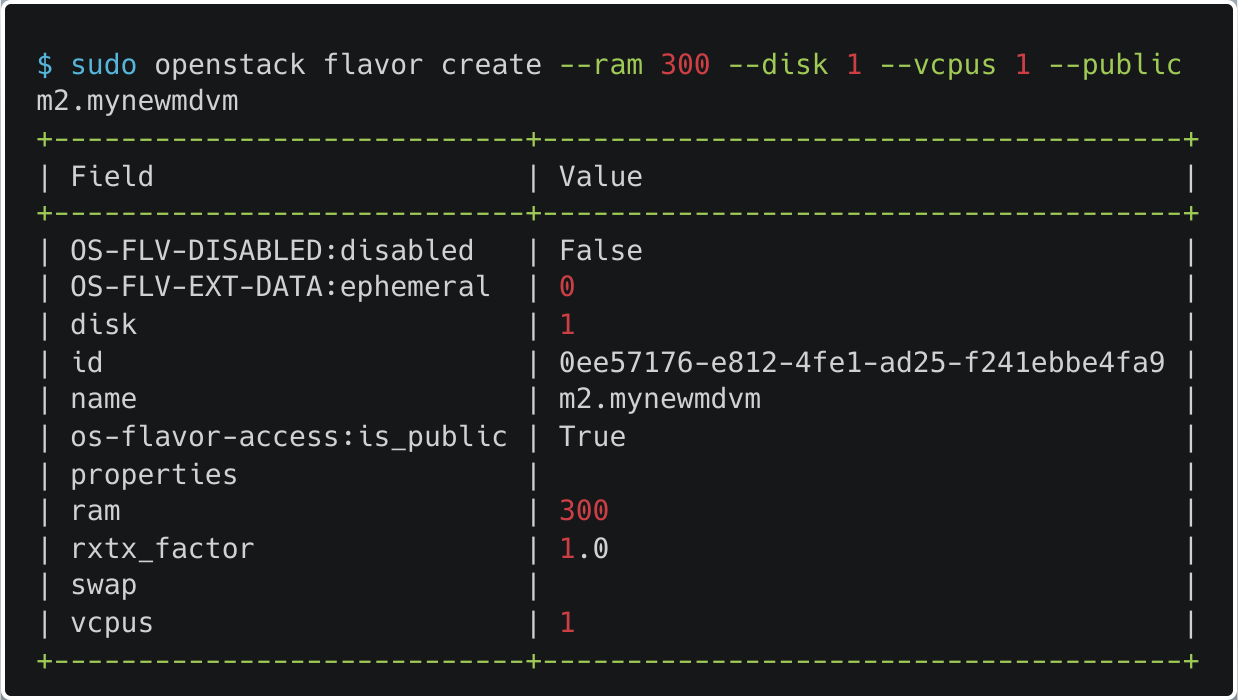 $ sudo openstack flavor create --ram 300 --disk 1 --vcpus 1 --public
m2.mynewmdvm
+----------------------------+--------------------------------------+
| Field                      | Value                                |
+----------------------------+--------------------------------------+
| OS-FLV-DISABLED:disabled   | False                                |
| OS-FLV-EXT-DATA:ephemeral  | 0                                    |
| disk                       | 1                                    |
| id                         | 0ee57176-e812-4fe1-ad25-f241ebbe4fa9 |
| name                       | m2.mynewmdvm                         |
| os-flavor-access:is_public | True                                 |
| properties                 |                                      |
| ram                        | 300                                  |
| rxtx_factor                | 1.0                                  |
| swap                       |                                      |
| vcpus                      | 1                                    |
+----------------------------+--------------------------------------+